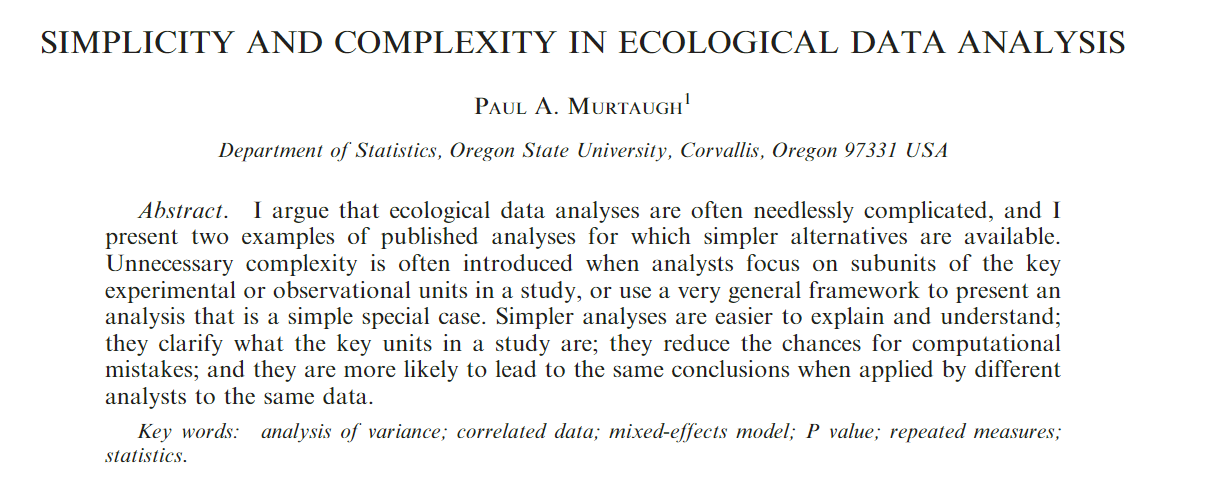 SIMPLICITY AND COMPLEXITY IN ECOLOGICAL DATA ANALYSIS
PAUL A. MURTAUGH1
Department of Statistics, Oregon State University, Corvallis, Oregon 97331 USA
Abstract. I argue that ecological data analyses are often needlessly complicated, and I
present two examples of published analyses for which simpler alternatives are available.
Unnecessary complexity is often introduced when analysts focus on subunits of the key
experimental or observational units in a study, or use a very general framework to present an
analysis that is a simple special case. Simpler analyses are easier to explain and understand;
they clarify what the key units in a study are; they reduce the chances for computational
mistakes; and they are more likely to lead to the same conclusions when applied by different
analysts to the same data.
Key words: analysis of variance; correlated data; mixed-effects model; P value; repeated measures;
statistics.